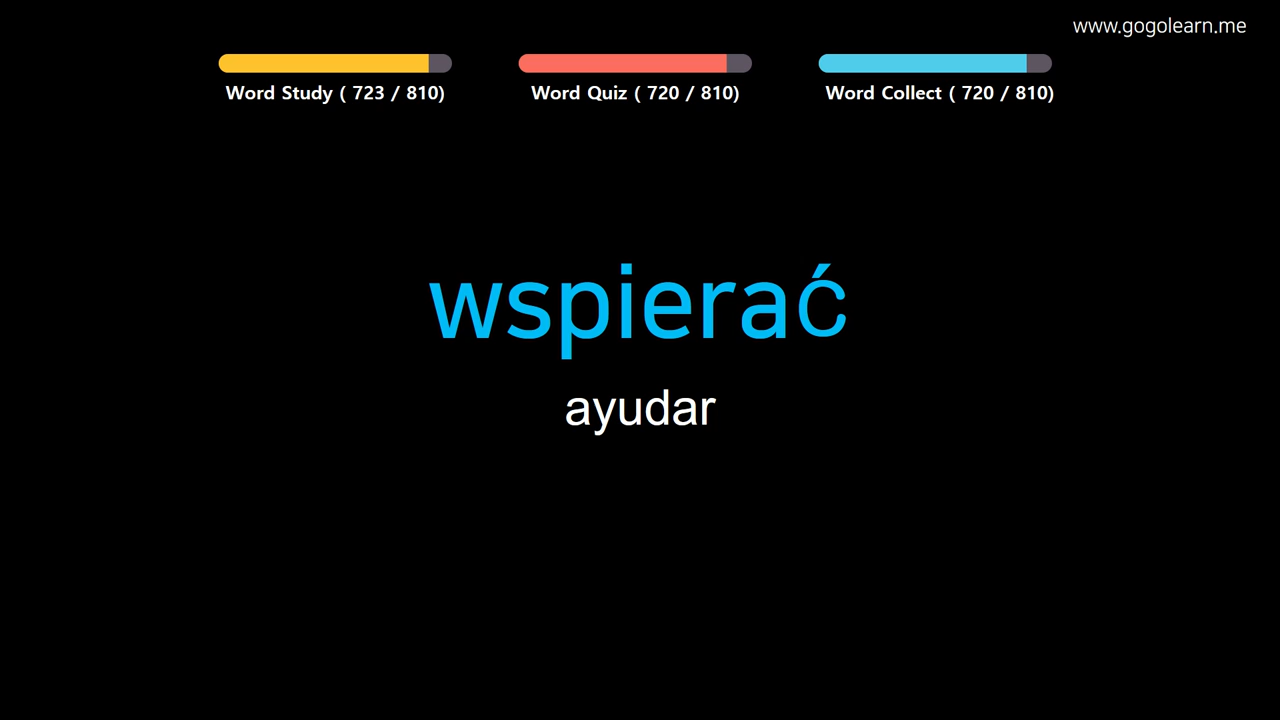 www.gogolearn.me
Word Study ( 723 / 810)
Word Quiz ( 720 / 810)
Word Collect ( 720 / 810)
wspierać
ayudar